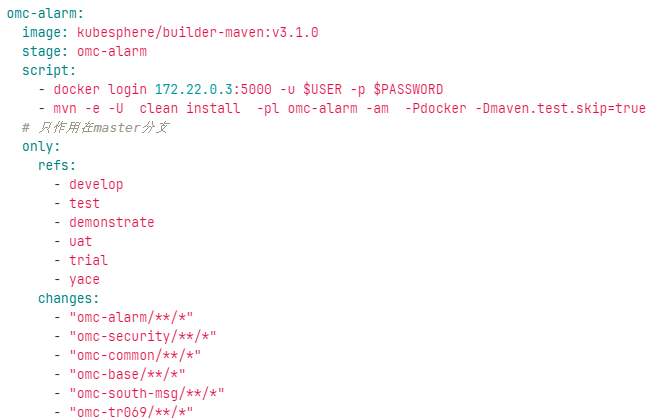 omc-alarm:
  image: kubesphere/builder-maven:v3.1.0
  stage: omc-alarm
  script:
    - docker login 172.22.0.3:5000 -u $USER -p $PASSWORD
    - mvn -e -U  clean install  -pl omc-alarm -am  -Pdocker -Dmaven.test.skip=true
  # 只作用在master分支
  only:
    refs:
      - develop
      - test
      - demonstrate
      - uat
      - trial
      - yace
    changes:
      - "omc-alarm/**/*"
      - "omc-security/**/*"
      - "omc-common/**/*"
      - "omc-base/**/*"
      - "omc-south-msg/**/*"
      - "omc-tr069/**/*"